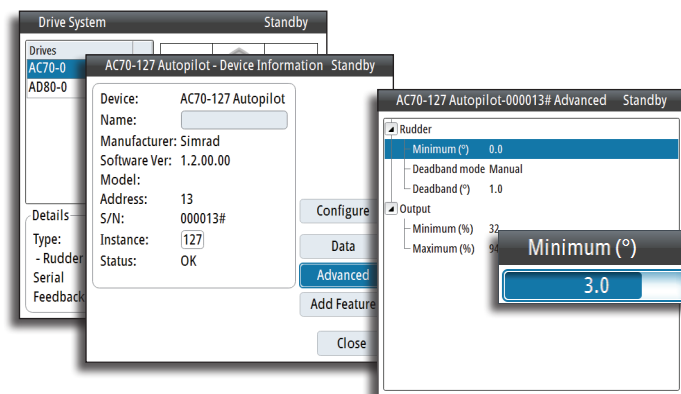 Drive System Standby
Drives
AC70-0
AD80-0
Details
Type:
- Rudder
Serial
Feedback
AC70-127 Autopilot - Device Information Standby
Device: AC70-127 Autopilot
Name:
Manufacturer: Simrad
Software Ver: 1.2.00.00
Model:
Address: 13
S/N: 000013#
Instance: 127
Status: OK
Configure
Data
Advanced
Add Feature
Close
AC70-127 Autopilot-000013# Advanced Standby
Rudder
Minimum (°) 0.0
Deadband mode Manual
Deadband (°) 1.0
Output
Minimum (%) 32
Maximum (%) 94
Minimum (°)
3.0